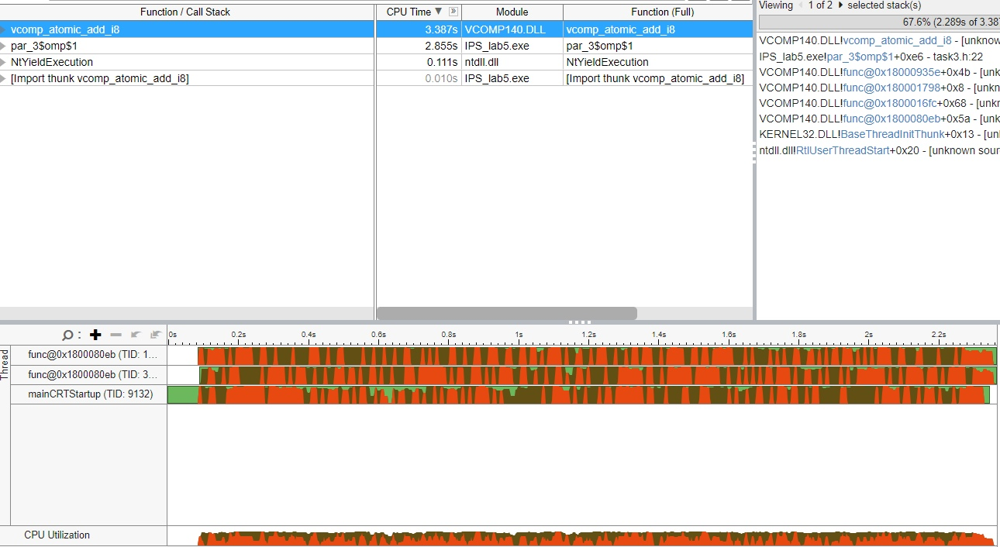 Function / Call Stack CPU Time ▼ » Module Function (Full)
vcomp_atomic_add_i8 3.387s VCOMP140.DLL vcomp_atomic_add_i8
par_3$omp$1 2.855s IPS_lab5.exe par_3$omp$1
NtYieldExecution 0.111s ntdll.dll NtYieldExecution
[Import thunk vcomp_atomic_add_i8] 0.010s IPS_lab5.exe [Import thunk vcomp_atomic_add_i8]
Viewing 1 of 2 selected stack(s)
67.6% (2.289s of 3.38
VCOMP140.DLL!vcomp_atomic_add_i8 - [unknow
IPS_lab5.exe!par_3$omp$1+0xe6 - task3.h:22
VCOMP140.DLL!func@0x18000935e+0x4b - [unk
VCOMP140.DLL!func@0x180001798+0x8 - [unkn
VCOMP140.DLL!func@0x1800016fc+0x68 - [unkr
VCOMP140.DLL!func@0x1800080eb+0x5a - [unk
KERNEL32.DLL!BaseThreadInitThunk+0x13 - [unl
ntdll.dll!RtlUserThreadStart+0x20 - [unknown sour
0s 0.2s 0.4s 0.6s 0.8s 1s 1.2s 1.4s 1.6s 1.8s 2s 2.2s
Thread
func@0x1800080eb (TID: 1...
func@0x1800080eb (TID: 3...
mainCRTStartup (TID: 9132)
CPU Utilization